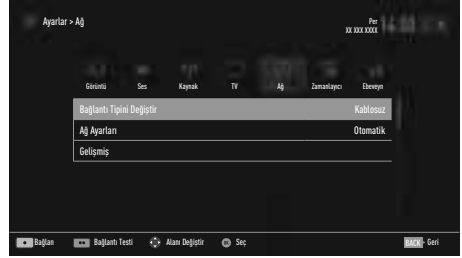 Ayarlar > Ağ
Per
XX XXX XXXX
Görüntü Ses Kaynak TV Ağ Zamanlayıcı Ebeveyn
Bağlantı Tipini Değiştir Kablosuz
Ağ Ayarları Otomatik
Gelişmiş
Bağlan Bağlantı Testi Alanı Değiştir Seç BACK Geri